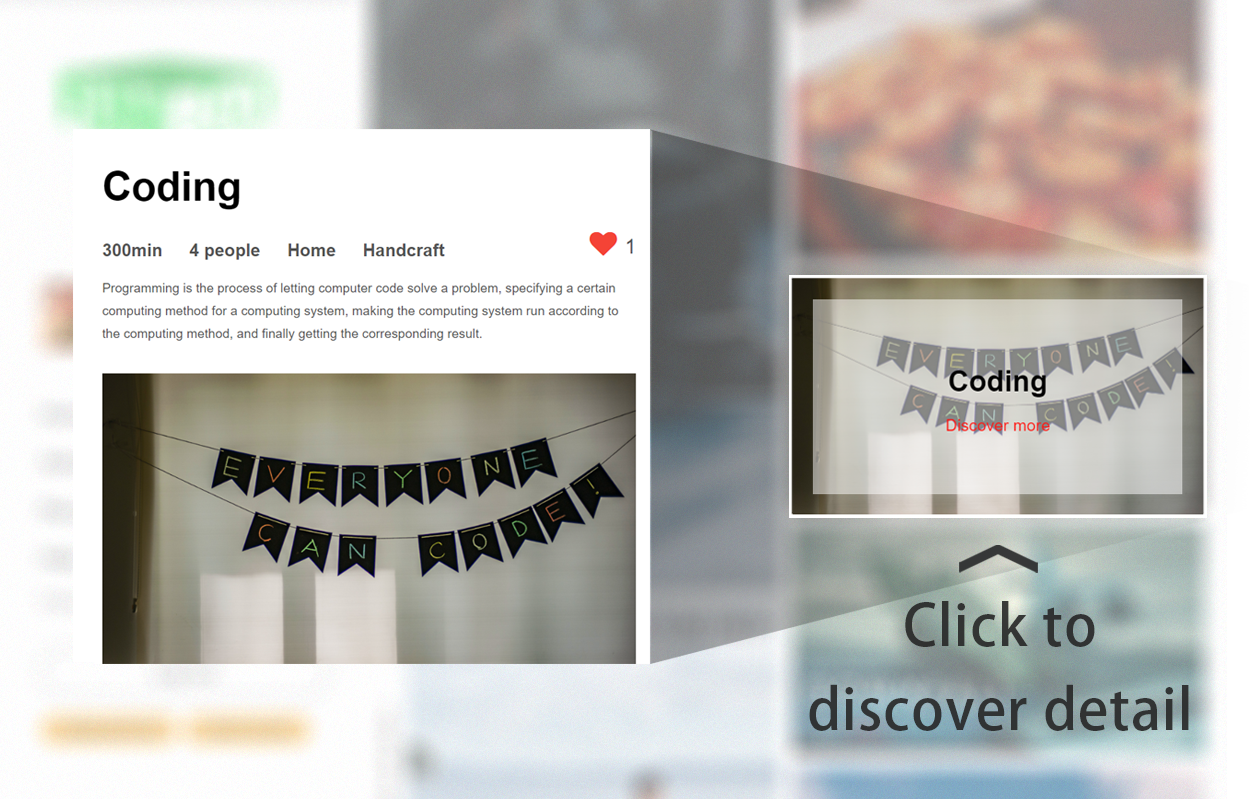 Coding
300min 4 people Home Handcraft 1
Programming is the process of letting computer code solve a problem, specifying a certain
computing method for a computing system, making the computing system run according to
the computing method, and finally getting the corresponding result.
EVERYONE
CAN CODE!
EVERYONE
CAN CODE!
Coding
Discover more
Click to
discover detail